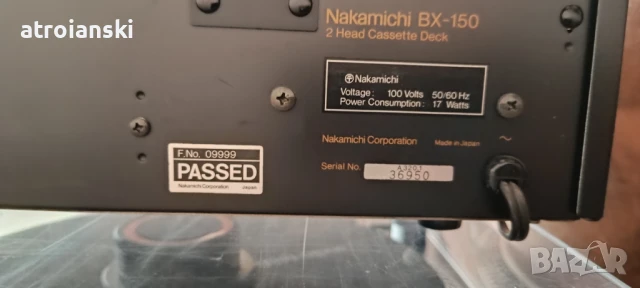 atroianski
Nakamichi BX-150
2 Head Cassette Deck
Nakamichi
Voltage: 100 Volts 50/60 Hz
Power Consumption: 17 Watts
Nakamichi Corporation Made in Japan
F. No. 09999
PASSED
Nakamichi Corporation Japan
Serial No.
36950
BAZAR